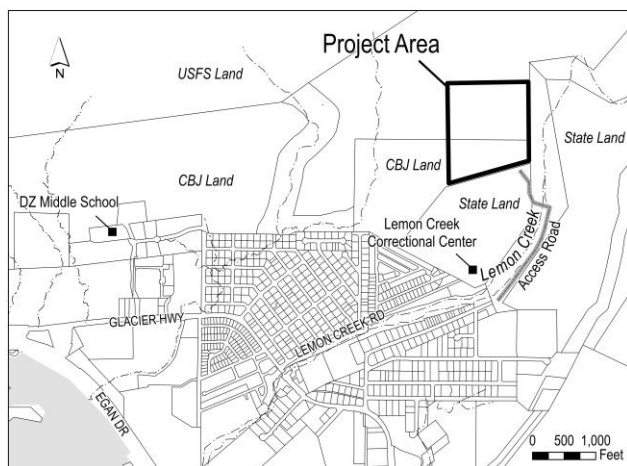 Project Area
N
USFS Land
State Land
CBJ Land
CBJ Land
DZ Middle School
State Land
Lemon Creek
Correctional Center
Lemon Creek
Access Road
GLACIER HWY
LEMON CREEK RD
EGAN DR
0 500 1,000
Feet